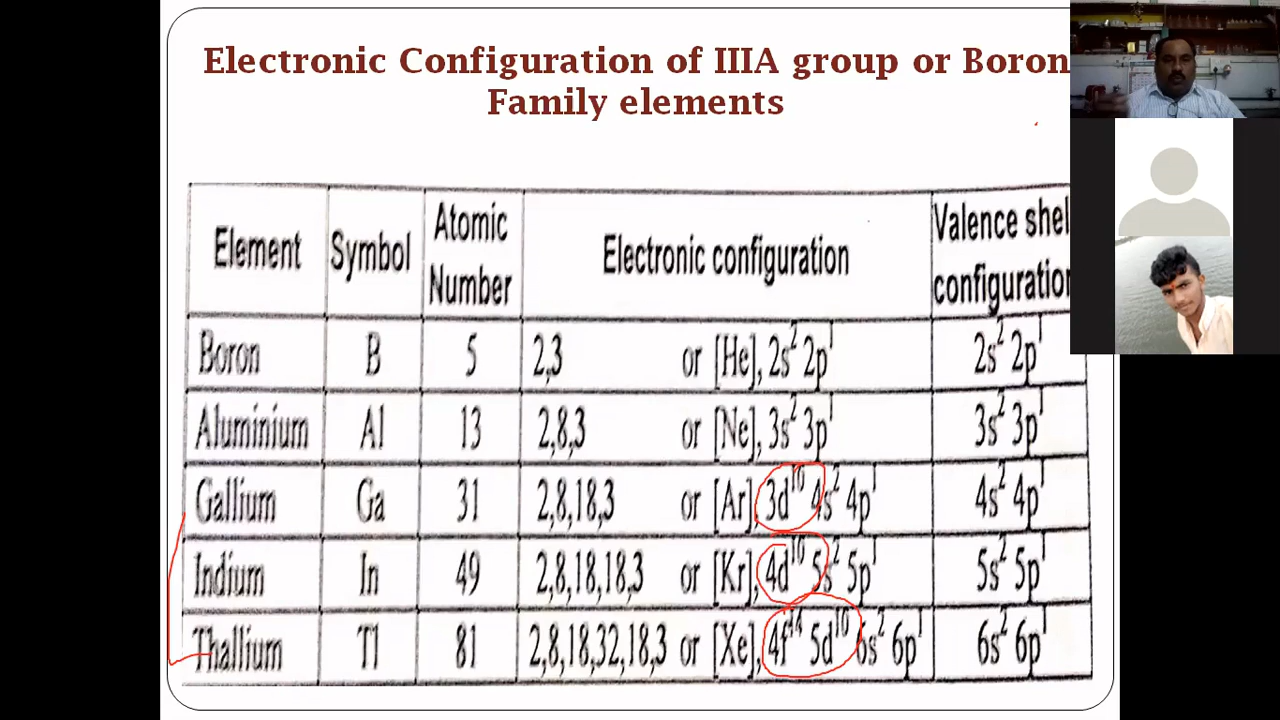 Electronic Configuration of IIIA group or Boron
Family elements
Element Symbol Atomic Number Electronic configuration Valence shel configuration
Boron B 5 2,3 or [He], 2s² 2p¹ 2s² 2p¹
Aluminium Al 13 2,8,3 or [Ne], 3s² 3p¹ 3s² 3p¹
Gallium Ga 31 2,8,18,3 or [Ar], 3d¹⁰ 4s² 4p¹ 4s² 4p¹
Indium In 49 2,8,18,18,3 or [Kr], 4d¹⁰ 5s² 5p¹ 5s² 5p¹
Thallium Tl 81 2,8,18,32,18,3 or [Xe], 4f¹⁴ 5d¹⁰ 6s² 6p¹ 6s² 6p¹